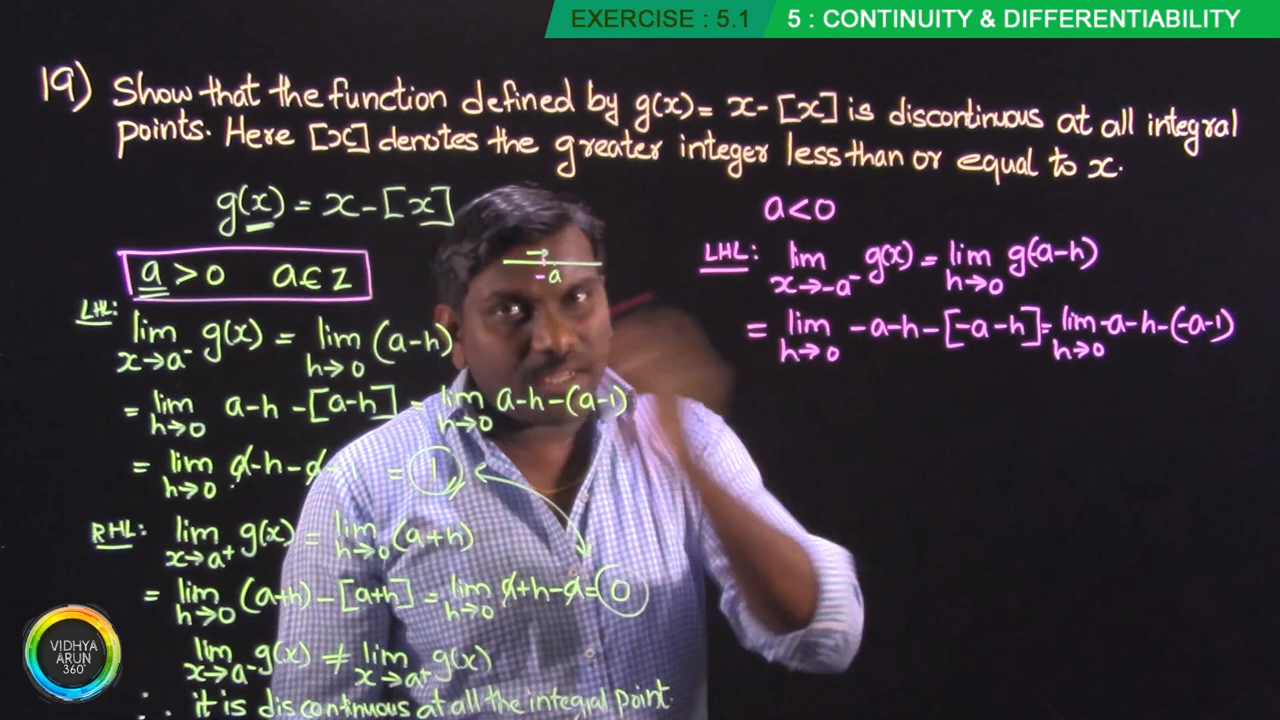 EXERCISE : 5.1
5 : CONTINUITY & DIFFERENTIABILITY
19) Show that the function defined by g(x) = x - [x] is discontinuous at all integral
points. Here [x] denotes the greater integer less than or equal to x.
g(x) = x - [x]
a > 0 a ∈ z
LHL:
lim x→a⁻ g(x) = lim h→0 (a-h)
= lim h→0 a-h-[a-h] = lim h→0 a-h-(a-1)
= lim h→0 a-h-a+1 = 1
RHL: lim x→a⁺ g(x) = lim h→0 (a+h)
= lim h→0 (a+h) - [a+h] = lim h→0 a+h-a = 0
lim x→a⁻ g(x) ≠ lim x→a⁺ g(x)
∴ it is discontinuous at all the integral point.
→
-a
a<0
LHL: lim x→-a⁻ g(x) = lim h→0 g(-a-h)
= lim h→0 -a-h-[-a-h] = lim h→0 -a-h-(-a-1)
VIDHYA
ARUN
360°